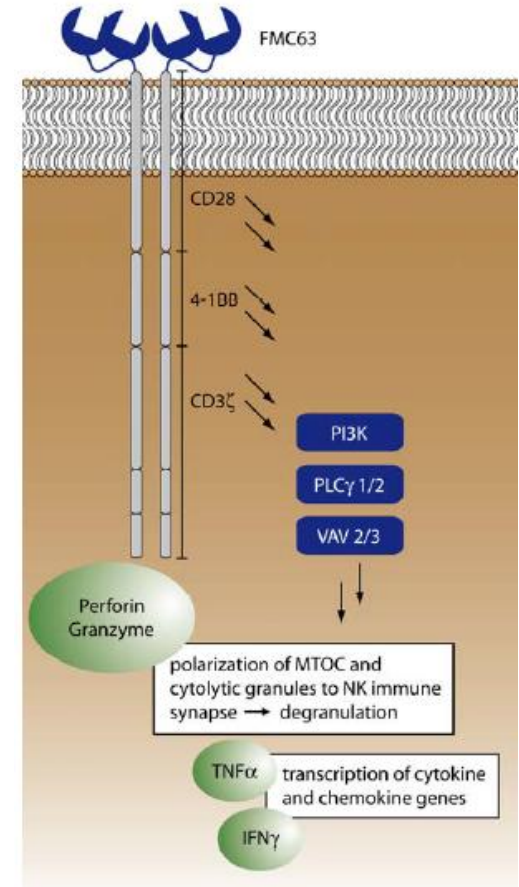 FMC63
CD28
4-1BB
CD3ζ
PI3K
PLCγ 1/2
VAV 2/3
Perforin
Granzyme
polarization of MTOC and
cytolytic granules to NK immune
synapse → degranulation
TNFα
transcription of cytokine
and chemokine genes
IFNγ